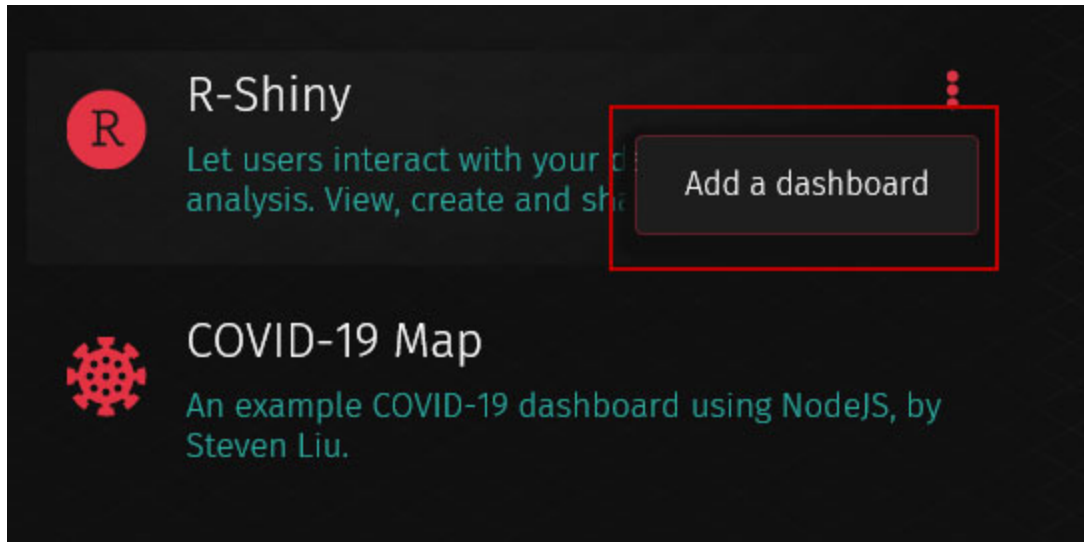 R
R-Shiny
Let users interact with your
analysis. View, create and
Add a dashboard
COVID-19 Map
An example COVID-19 dashboard using NodeJS, by
Steven Liu.